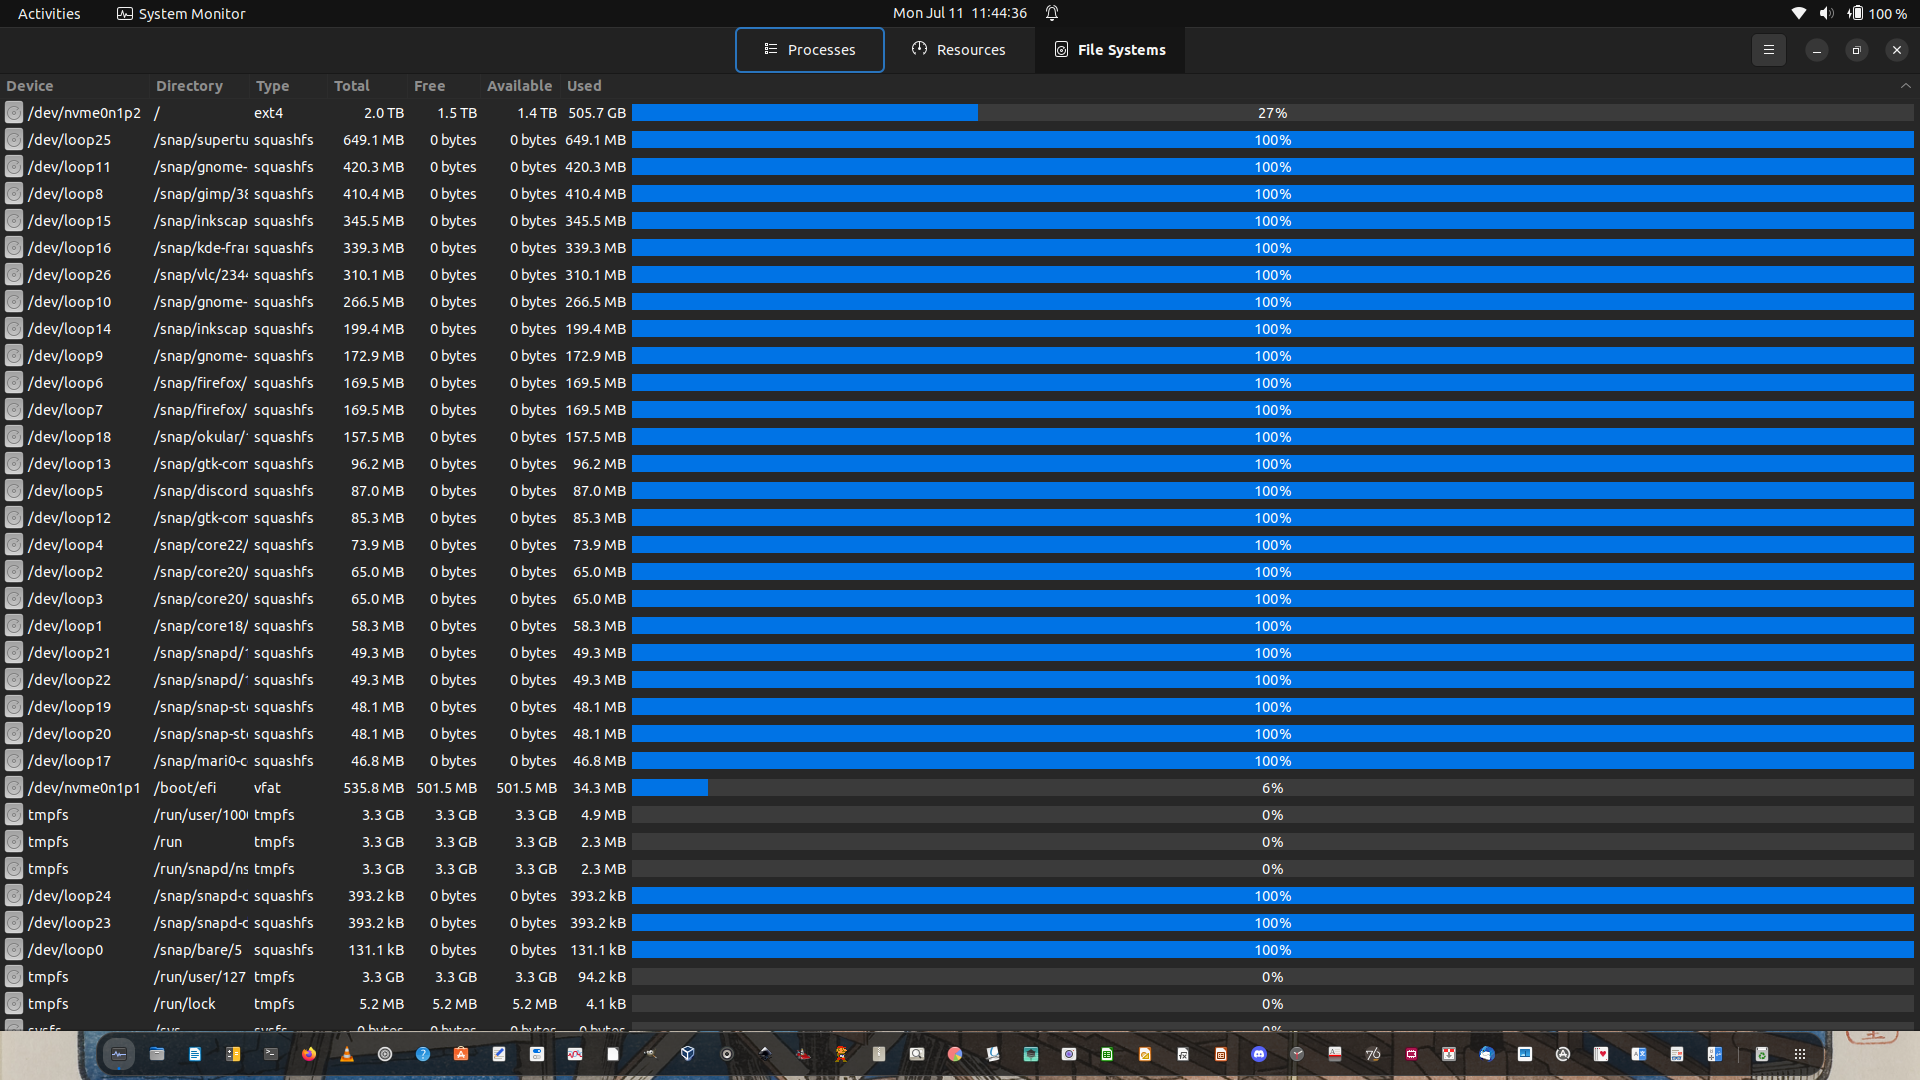 Activities System Monitor Mon Jul 11 11:44:36 100 %
Processes Resources File Systems
Device Directory Type Total Free Available Used
/dev/nvme0n1p2 / ext4 2.0 TB 1.5 TB 1.4 TB 505.7 GB 27%
/dev/loop25 /snap/supertu squashfs 649.1 MB 0 bytes 0 bytes 649.1 MB 100%
/dev/loop11 /snap/gnome- squashfs 420.3 MB 0 bytes 0 bytes 420.3 MB 100%
/dev/loop8 /snap/gimp/38 squashfs 410.4 MB 0 bytes 0 bytes 410.4 MB 100%
/dev/loop15 /snap/inkscap squashfs 345.5 MB 0 bytes 0 bytes 345.5 MB 100%
/dev/loop16 /snap/kde-frar squashfs 339.3 MB 0 bytes 0 bytes 339.3 MB 100%
/dev/loop26 /snap/vlc/2344 squashfs 310.1 MB 0 bytes 0 bytes 310.1 MB 100%
/dev/loop10 /snap/gnome- squashfs 266.5 MB 0 bytes 0 bytes 266.5 MB 100%
/dev/loop14 /snap/inkscap squashfs 199.4 MB 0 bytes 0 bytes 199.4 MB 100%
/dev/loop9 /snap/gnome- squashfs 172.9 MB 0 bytes 0 bytes 172.9 MB 100%
/dev/loop6 /snap/firefox/ squashfs 169.5 MB 0 bytes 0 bytes 169.5 MB 100%
/dev/loop7 /snap/firefox/ squashfs 169.5 MB 0 bytes 0 bytes 169.5 MB 100%
/dev/loop18 /snap/okular/ squashfs 157.5 MB 0 bytes 0 bytes 157.5 MB 100%
/dev/loop13 /snap/gtk-com squashfs 96.2 MB 0 bytes 0 bytes 96.2 MB 100%
/dev/loop5 /snap/discord squashfs 87.0 MB 0 bytes 0 bytes 87.0 MB 100%
/dev/loop12 /snap/gtk-com squashfs 85.3 MB 0 bytes 0 bytes 85.3 MB 100%
/dev/loop4 /snap/core22/ squashfs 73.9 MB 0 bytes 0 bytes 73.9 MB 100%
/dev/loop2 /snap/core20/ squashfs 65.0 MB 0 bytes 0 bytes 65.0 MB 100%
/dev/loop3 /snap/core20/ squashfs 65.0 MB 0 bytes 0 bytes 65.0 MB 100%
/dev/loop1 /snap/core18/ squashfs 58.3 MB 0 bytes 0 bytes 58.3 MB 100%
/dev/loop21 /snap/snapd/ squashfs 49.3 MB 0 bytes 0 bytes 49.3 MB 100%
/dev/loop22 /snap/snapd/ squashfs 49.3 MB 0 bytes 0 bytes 49.3 MB 100%
/dev/loop19 /snap/snap-sto squashfs 48.1 MB 0 bytes 0 bytes 48.1 MB 100%
/dev/loop20 /snap/snap-sto squashfs 48.1 MB 0 bytes 0 bytes 48.1 MB 100%
/dev/loop17 /snap/mari0-c squashfs 46.8 MB 0 bytes 0 bytes 46.8 MB 100%
/dev/nvme0n1p1 /boot/efi vfat 535.8 MB 501.5 MB 501.5 MB 34.3 MB 6%
tmpfs /run/user/1000 tmpfs 3.3 GB 3.3 GB 3.3 GB 4.9 MB 0%
tmpfs /run tmpfs 3.3 GB 3.3 GB 3.3 GB 2.3 MB 0%
tmpfs /run/snapd/ns tmpfs 3.3 GB 3.3 GB 3.3 GB 2.3 MB 0%
/dev/loop24 /snap/snapd-c squashfs 393.2 kB 0 bytes 0 bytes 393.2 kB 100%
/dev/loop23 /snap/snapd-c squashfs 393.2 kB 0 bytes 0 bytes 393.2 kB 100%
/dev/loop0 /snap/bare/5 squashfs 131.1 kB 0 bytes 0 bytes 131.1 kB 100%
tmpfs /run/user/127 tmpfs 3.3 GB 3.3 GB 3.3 GB 94.2 kB 0%
tmpfs /run/lock tmpfs 5.2 MB 5.2 MB 5.2 MB 4.1 kB 0%
sysfs /sys sysfs 0 bytes 0 bytes 0 bytes 0 bytes 0%
76